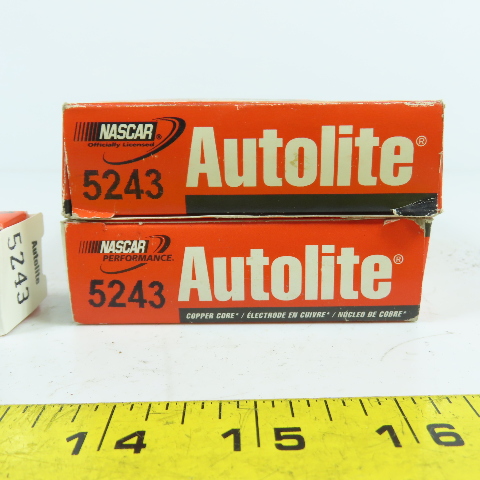 NASCAR®
Officially Licensed
5243
Autolite®
NASCAR
PERFORMANCE.
5243
Autolite®
COPPER CORE* / ÉLECTRODE EN CUIVRE* / NÚCLEO DE COBRE*
Autolite
5243
14 15 16